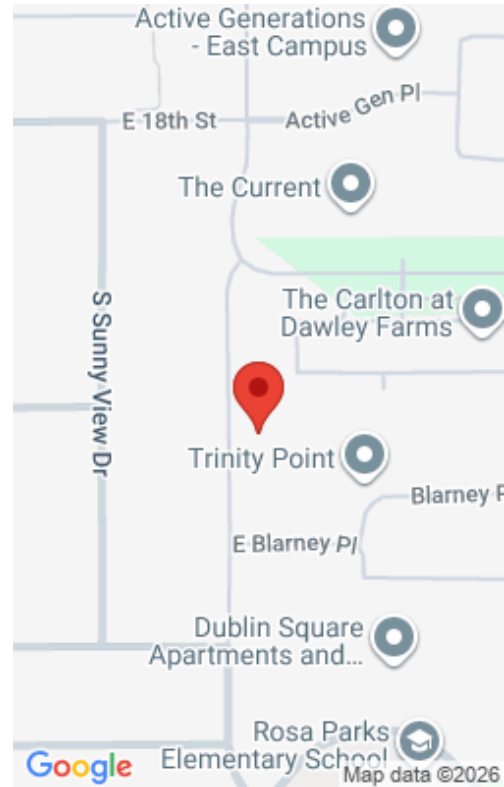 Active Generations
- East Campus
E 18th St
Active Gen Pl
The Current
The Carlton at
Dawley Farms
S Sunny View Dr
Trinity Point
Blarney P
E Blarney Pl
Dublin Square
Apartments and...
Rosa Parks
Elementary School
Google
Map data ©2026